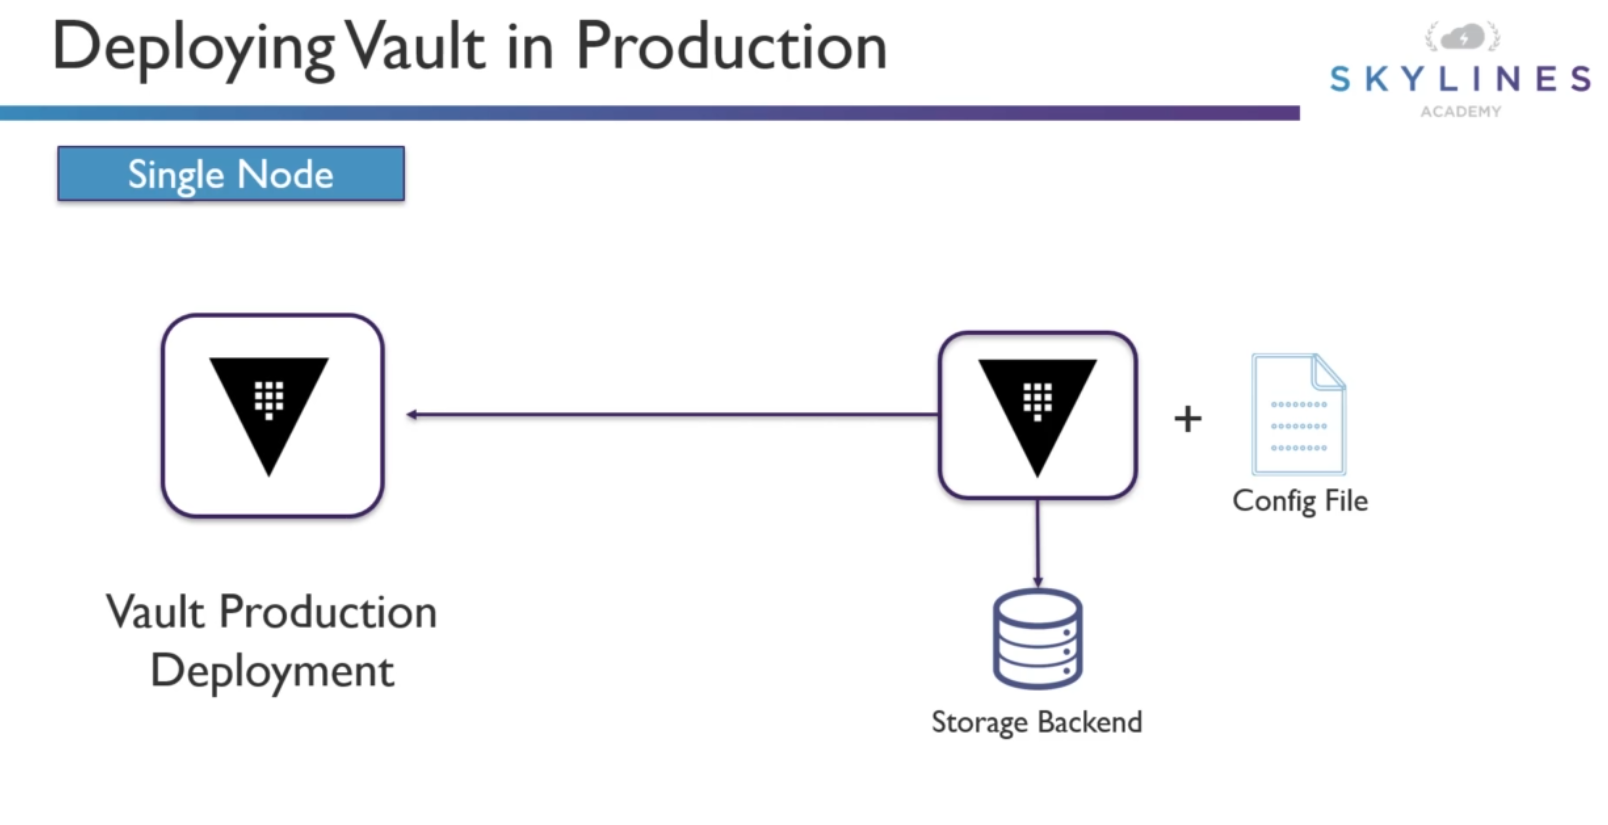 Deploying Vault in Production
SKYLINES
ACADEMY
Single Node
+
Config File
Vault Production
Deployment
Storage Backend